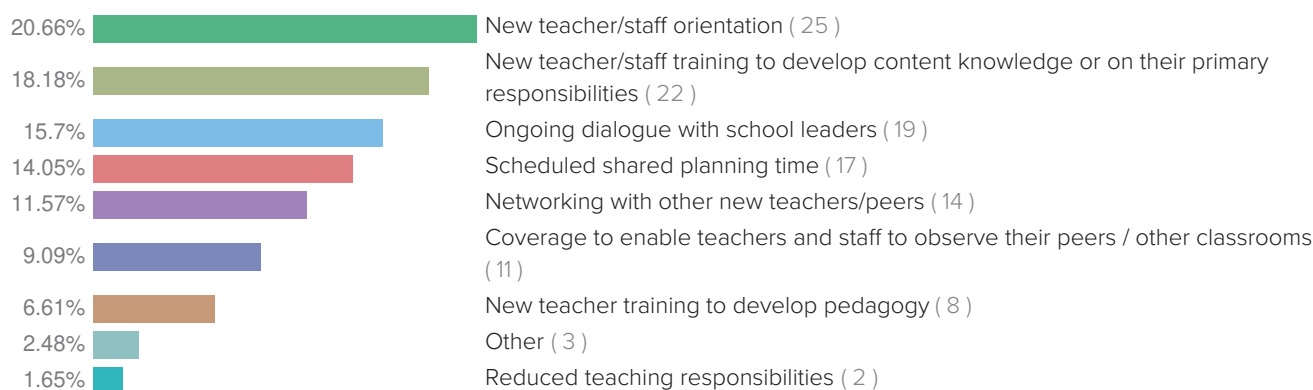 20.66% New teacher/staff orientation ( 25 )
18.18% New teacher/staff training to develop content knowledge or on their primary
responsibilities ( 22 )
15.7% Ongoing dialogue with school leaders ( 19 )
14.05% Scheduled shared planning time ( 17 )
11.57% Networking with other new teachers/peers ( 14 )
9.09% Coverage to enable teachers and staff to observe their peers / other classrooms
( 11 )
6.61% New teacher training to develop pedagogy ( 8 )
2.48% Other ( 3 )
1.65% Reduced teaching responsibilities ( 2 )